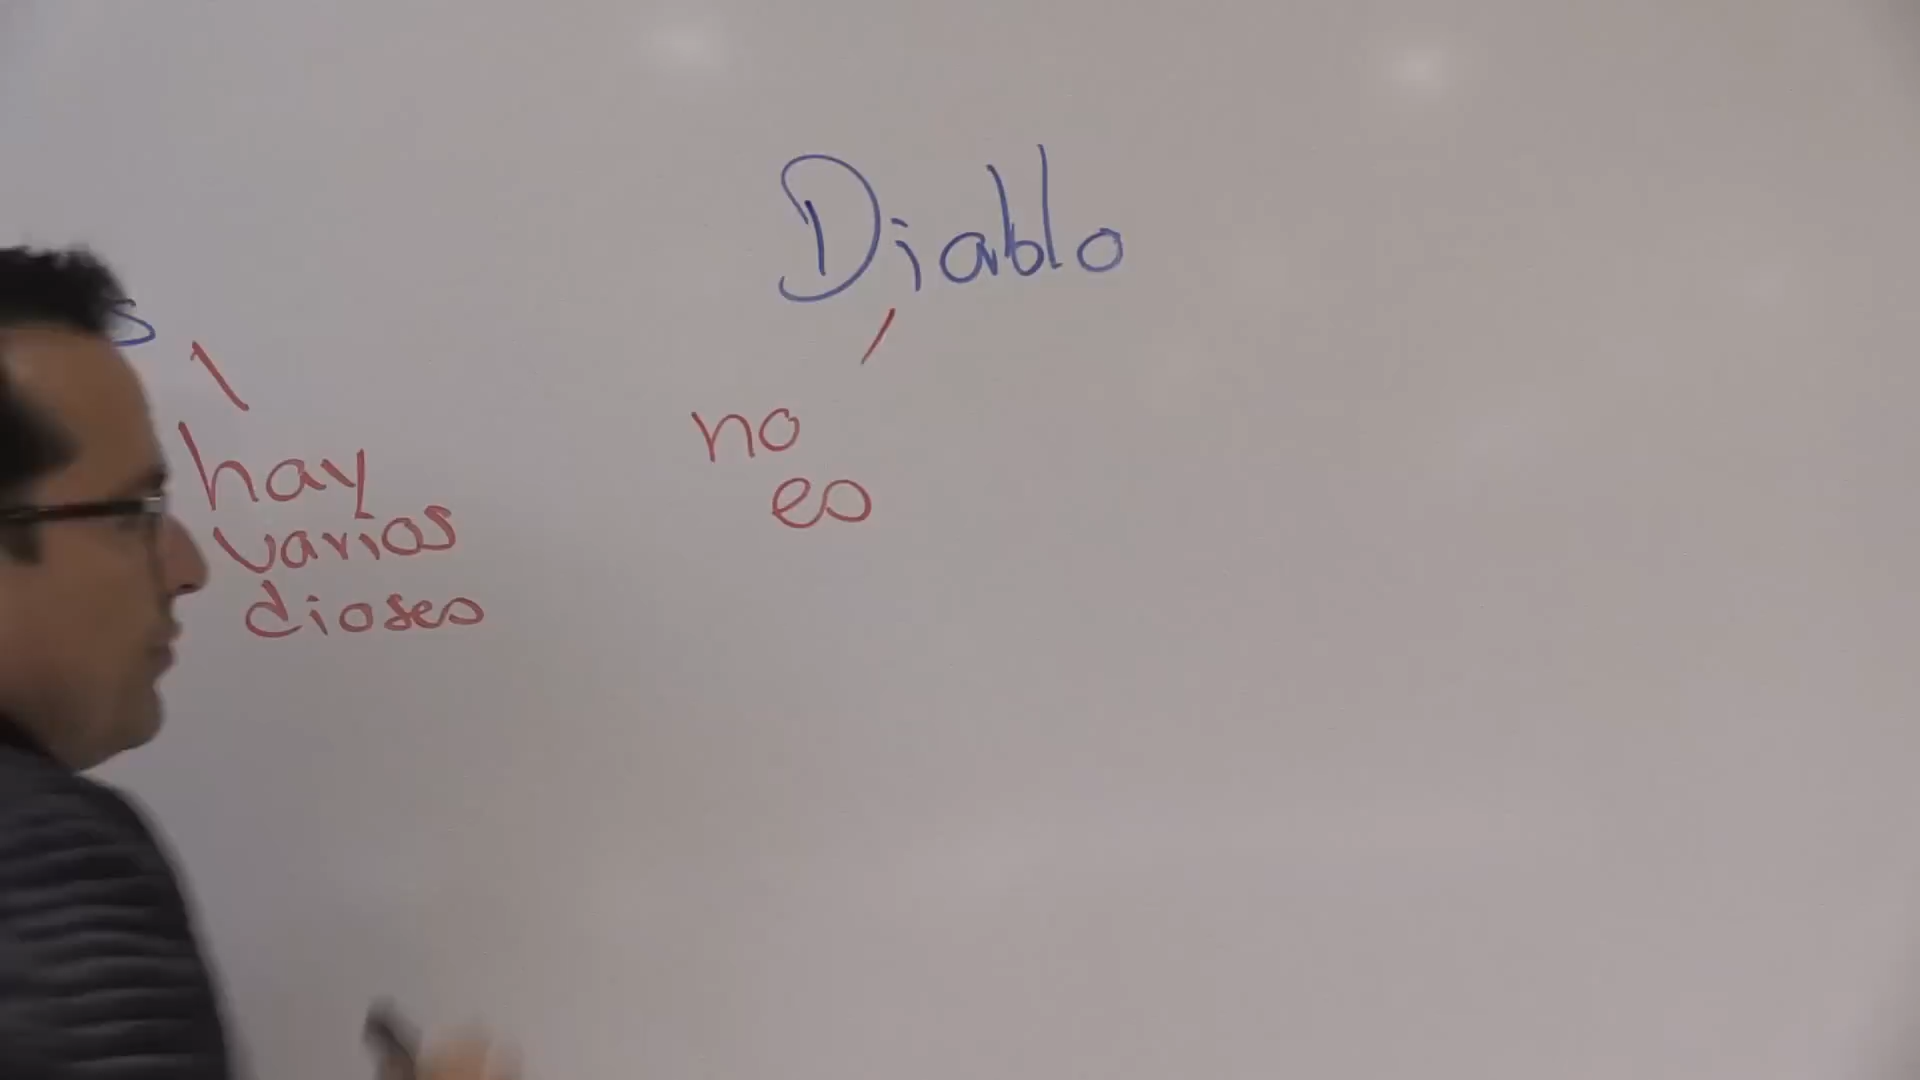 Diablo
s
hay
varios
dioses
no
es